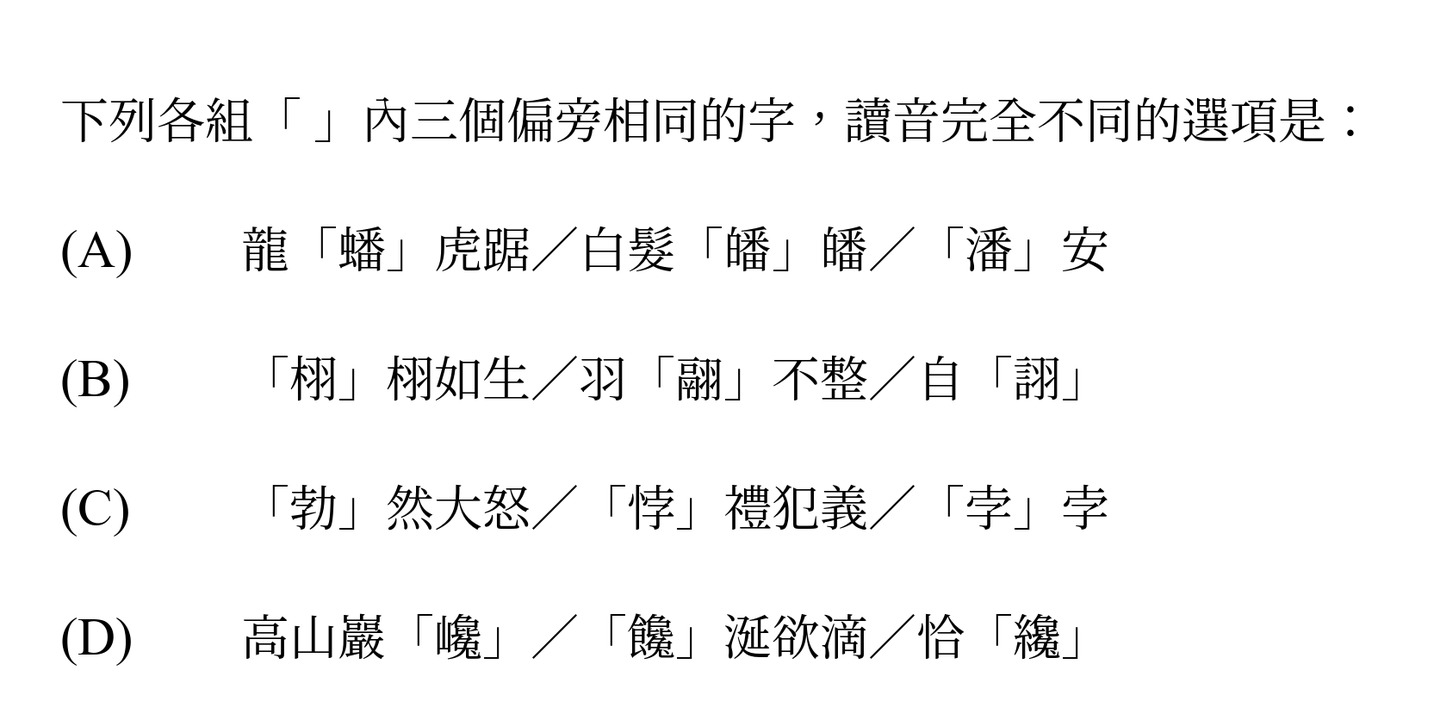 下列各組「 」內三個偏旁相同的字，讀音完全不同的選項是：
(A) 龍「蟠」虎踞／白髮「皤」皤／「潘」安
(B) 「栩」栩如生／羽「翮」不整／自「詡」
(C) 「勃」然大怒／「悖」禮犯義／「孛」孛
(D) 高山巖「巉」／「饞」涎欲滴／恰「纔」